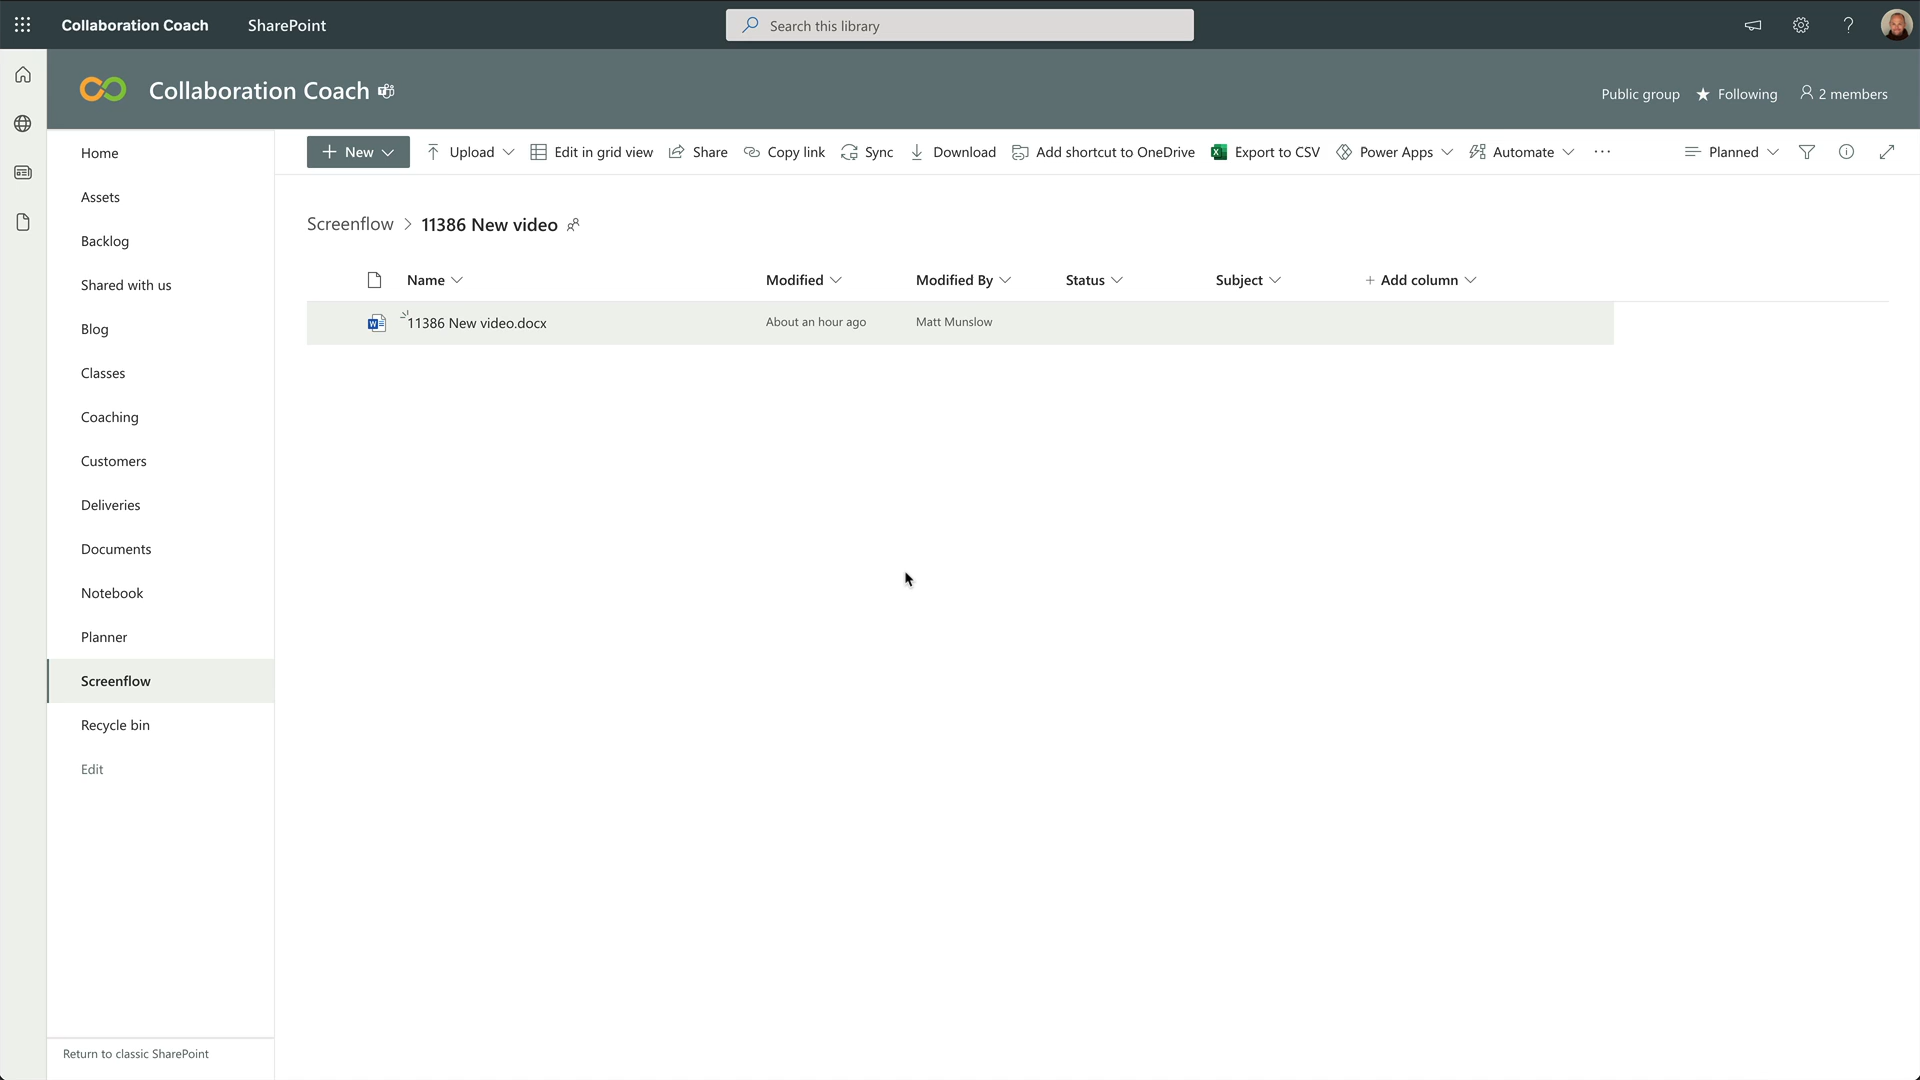 Collaboration Coach SharePoint Search this library ?
Collaboration Coach
Public group Following 2 members
Home
Assets
Backlog
Shared with us
Blog
Classes
Coaching
Customers
Deliveries
Documents
Notebook
Planner
Screenflow
Recycle bin
Edit
Return to classic SharePoint
+ New Upload Edit in grid view Share Copy link Sync Download Add shortcut to OneDrive Export to CSV Power Apps Automate ··· Planned
Screenflow > 11386 New video
Name Modified Modified By Status Subject + Add column
11386 New video.docx About an hour ago Matt Munslow